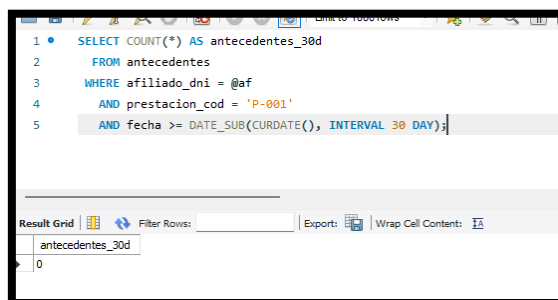 Limit to 1000 rows
1 SELECT COUNT(*) AS antecedentes_30d
2 FROM antecedentes
3 WHERE afiliado_dni = @af
4 AND prestacion_cod = 'P-001'
5 AND fecha >= DATE_SUB(CURDATE(), INTERVAL 30 DAY);
Result Grid Filter Rows: Export: Wrap Cell Content: IA
antecedentes_30d
0